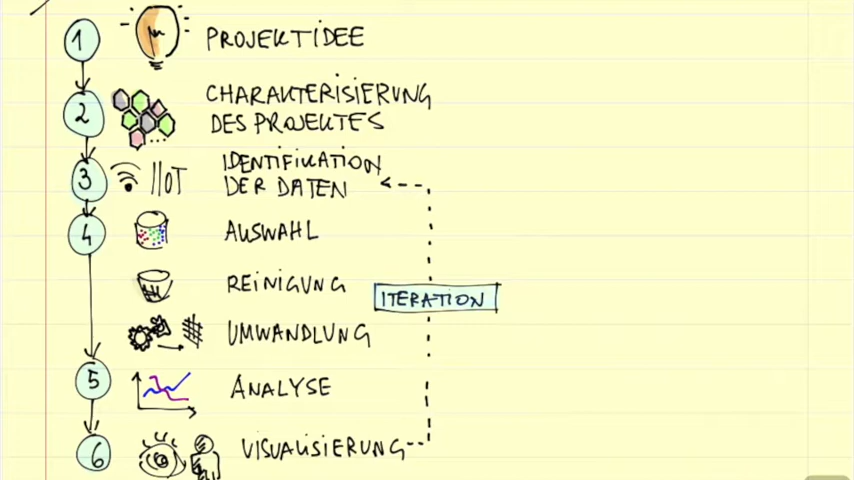 1 PROJEKTIDEE
2 CHARAKTERISIERUNG
DES PROJEKTES
3 IIOT IDENTIFIKATION
DER DATEN
4 AUSWAHL
REINIGUNG
ITERATION
UMWANDLUNG
5 ANALYSE
6 VISUALISIERUNG